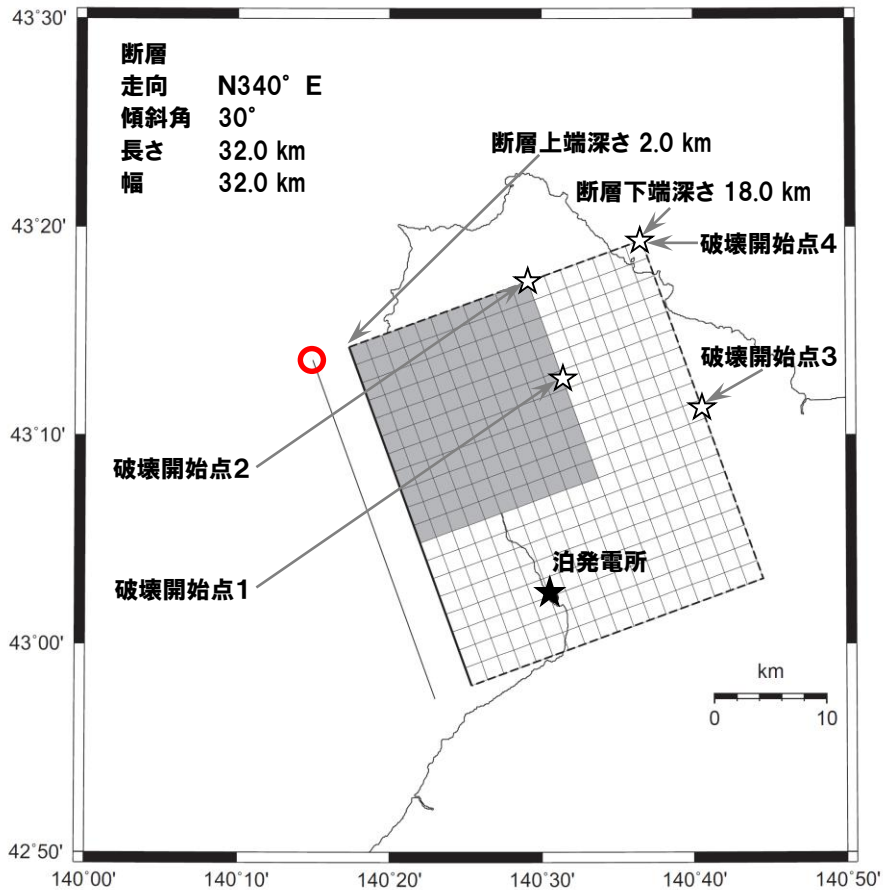 43°30'
断層
走向 N340° E
傾斜角 30°
長さ 32.0 km
幅 32.0 km
断層上端深さ 2.0 km
断層下端深さ 18.0 km
43°20'
破壊開始点4
破壊開始点3
43°10'
破壊開始点2
泊発電所
破壊開始点1
43°00'
km
0 10
42°50'
140°00' 140°10' 140°20' 140°30' 140°40' 140°50'